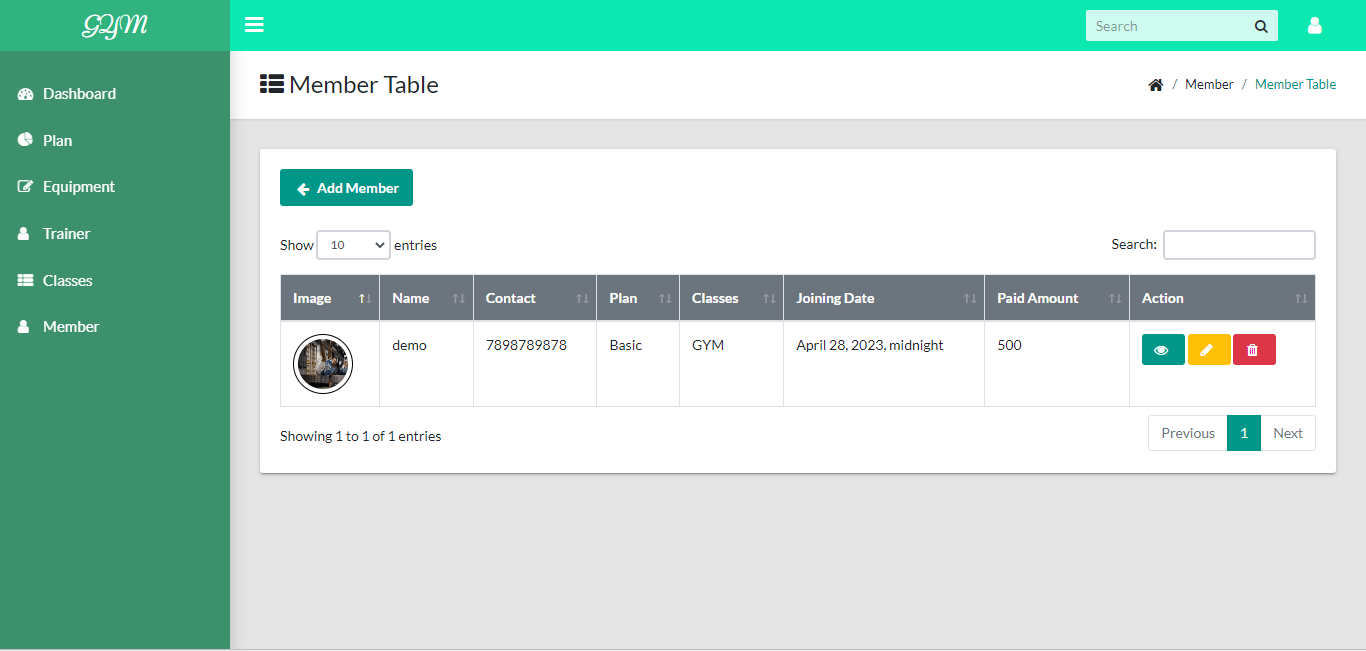 GYM
Search
Dashboard
Plan
Equipment
Trainer
Classes
Member
Member Table
/ Member / Member Table
Add Member
Show 10 entries
Search:
Image Name Contact Plan Classes Joining Date Paid Amount Action
demo 7898789878 Basic GYM April 28, 2023, midnight 500
Showing 1 to 1 of 1 entries
Previous 1 Next